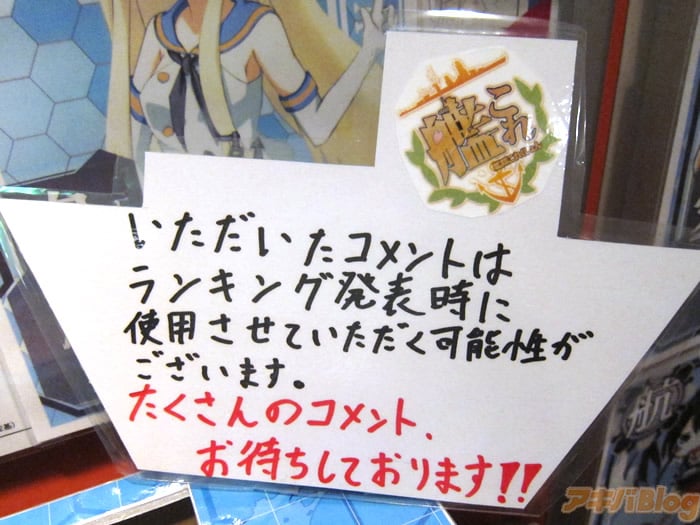 艦これ
いただいたコメントは
ランキング発表時に
使用させていただく可能性が
ございます。
たくさんのコメント、
お待ちしております!!
航
アキバBlog